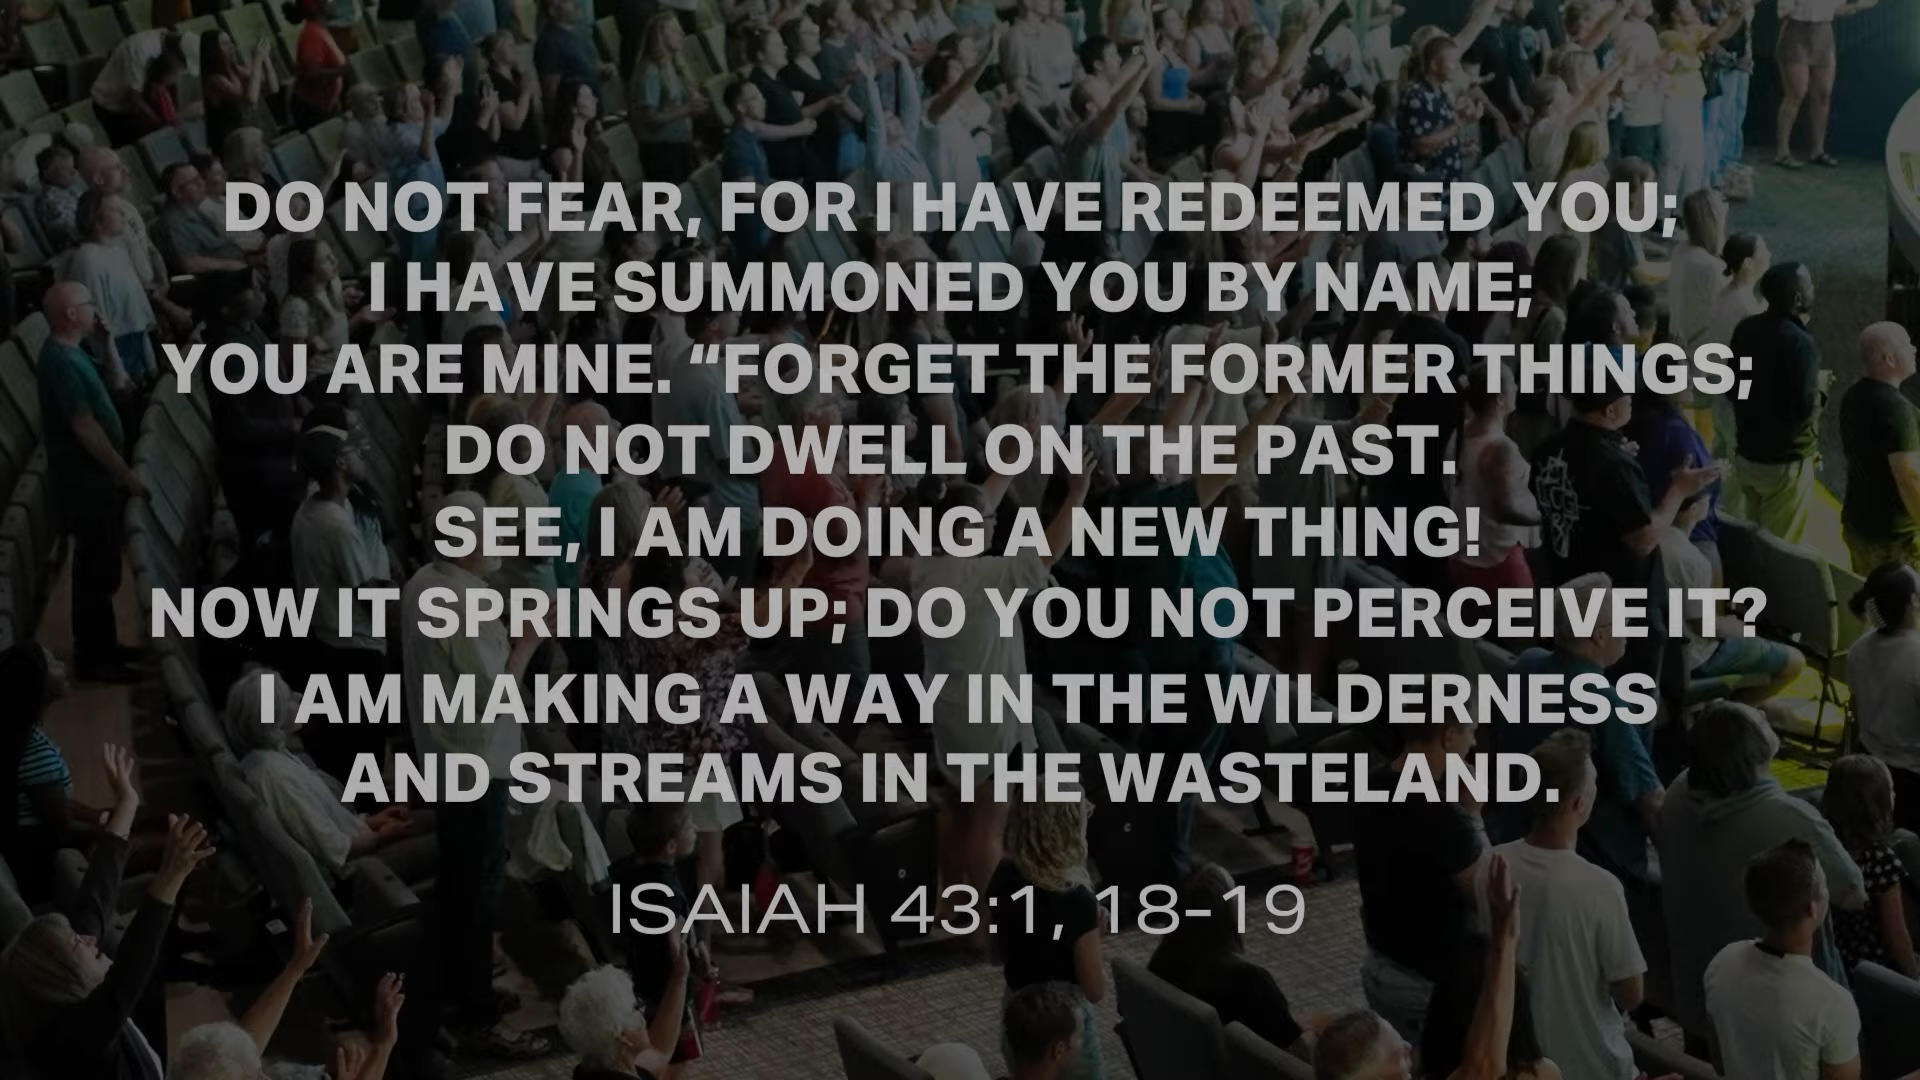 DO NOT FEAR, FOR I HAVE REDEEMED YOU;
I HAVE SUMMONED YOU BY NAME;
YOU ARE MINE. “FORGET THE FORMER THINGS;
DO NOT DWELL ON THE PAST.
SEE, I AM DOING A NEW THING!
NOW IT SPRINGS UP; DO YOU NOT PERCEIVE IT?
I AM MAKING A WAY IN THE WILDERNESS
AND STREAMS IN THE WASTELAND.
ISAIAH 43:1, 18-19